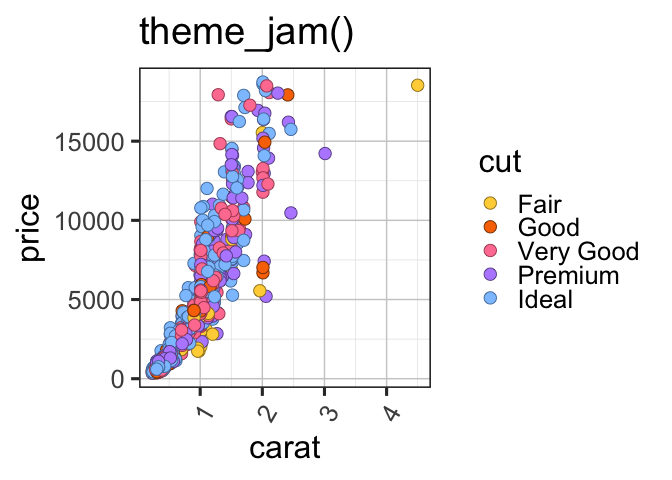 theme_jam()
price
15000
10000
5000
0
1
2
3
4
carat
cut
Fair
Good
Very Good
Premium
Ideal